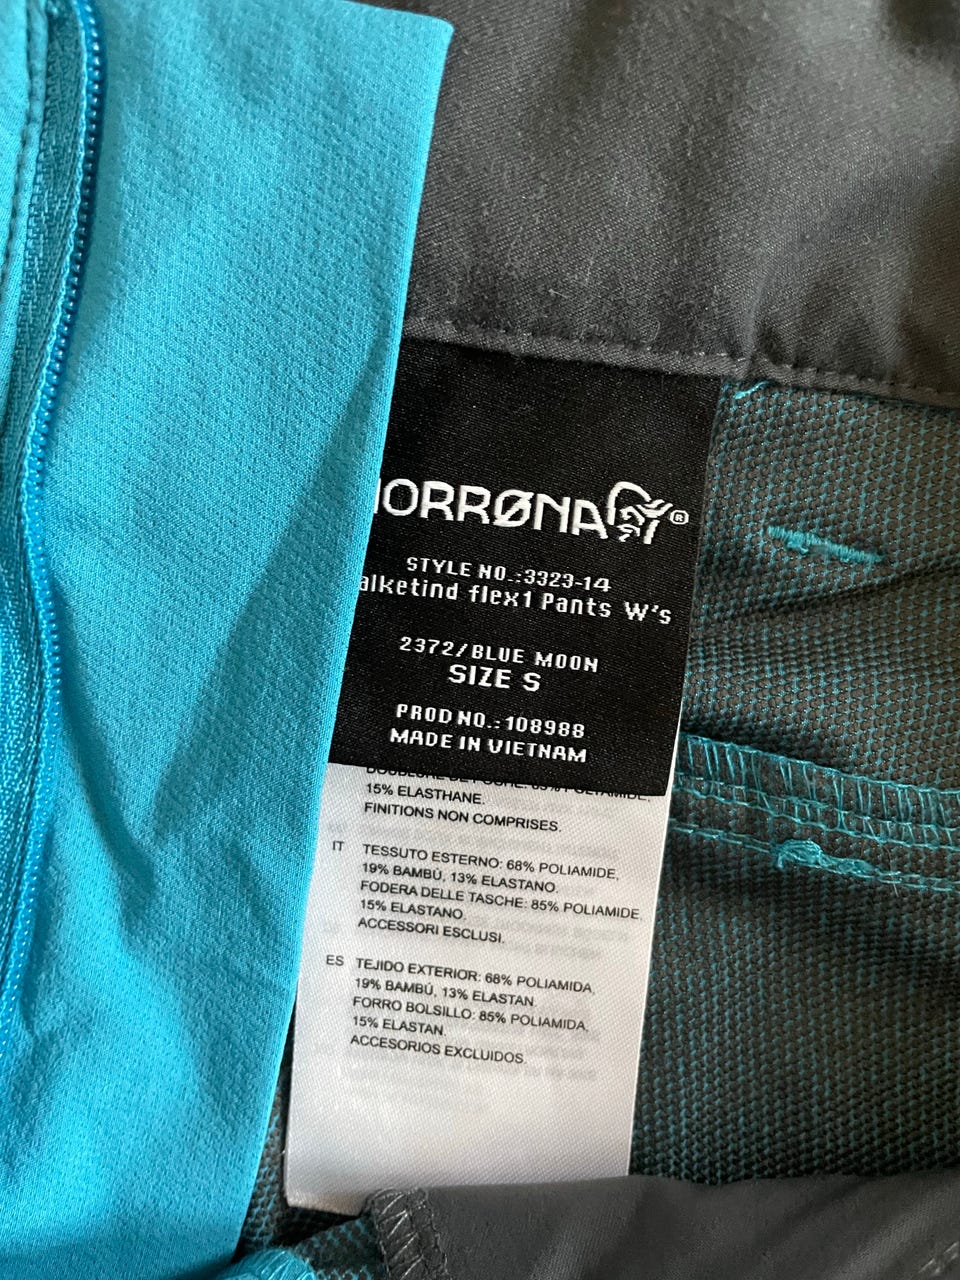 ORRØNA®
STYLE NO.:3323-14
alketind flex1 Pants W's
2372/BLUE MOON
SIZE S
PROD NO.:108988
MADE IN VIETNAM
15% ELASTHANE.
FINITIONS NON COMPRISES.
IT TESSUTO ESTERNO: 68% POLIAMIDE,
19% BAMBÙ, 13% ELASTANO.
FODERA DELLE TASCHE: 85% POLIAMIDE,
15% ELASTANO.
ACCESSORI ESCLUSI.
ES TEJIDO EXTERIOR: 68% POLIAMIDA,
19% BAMBÚ, 13% ELASTAN.
FORRO BOLSILLO: 85% POLIAMIDA,
15% ELASTAN.
ACCESORIOS EXCLUIDOS.